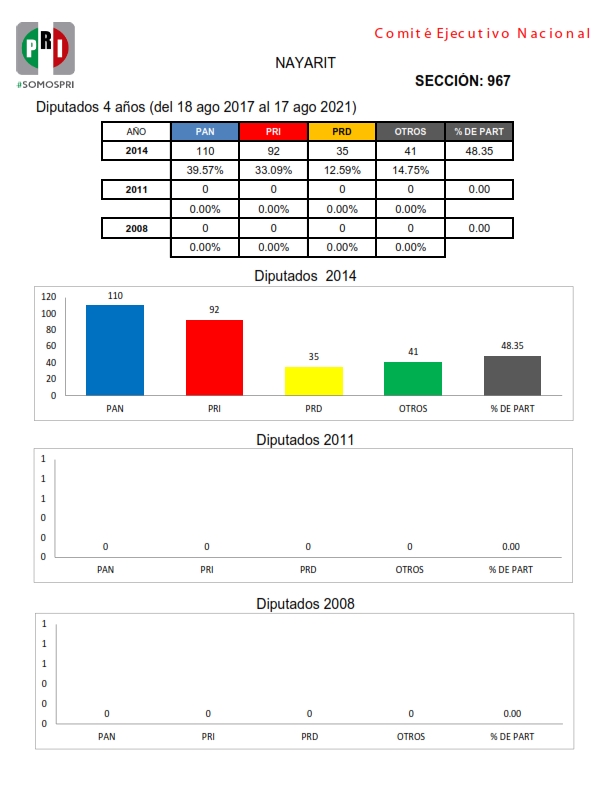 PRI
#SOMOSPRI
Comité Ejecutivo Nacional
NAYARIT
SECCIÓN: 967
Diputados 4 años (del 18 ago 2017 al 17 ago 2021)
AÑO PAN PRI PRD OTROS % DE PART
2014 110 92 35 41 48.35
39.57% 33.09% 12.59% 14.75%
2011 0 0 0 0 0.00
0.00% 0.00% 0.00% 0.00%
2008 0 0 0 0 0.00
0.00% 0.00% 0.00% 0.00%
Diputados 2014
120
100
80
60
40
20
0
110 92 35 41 48.35
PAN PRI PRD OTROS % DE PART
Diputados 2011
1
1
1
0
0
0
0 0 0 0 0.00
PAN PRI PRD OTROS % DE PART
Diputados 2008
1
1
1
0
0
0
0 0 0 0 0.00
PAN PRI PRD OTROS % DE PART